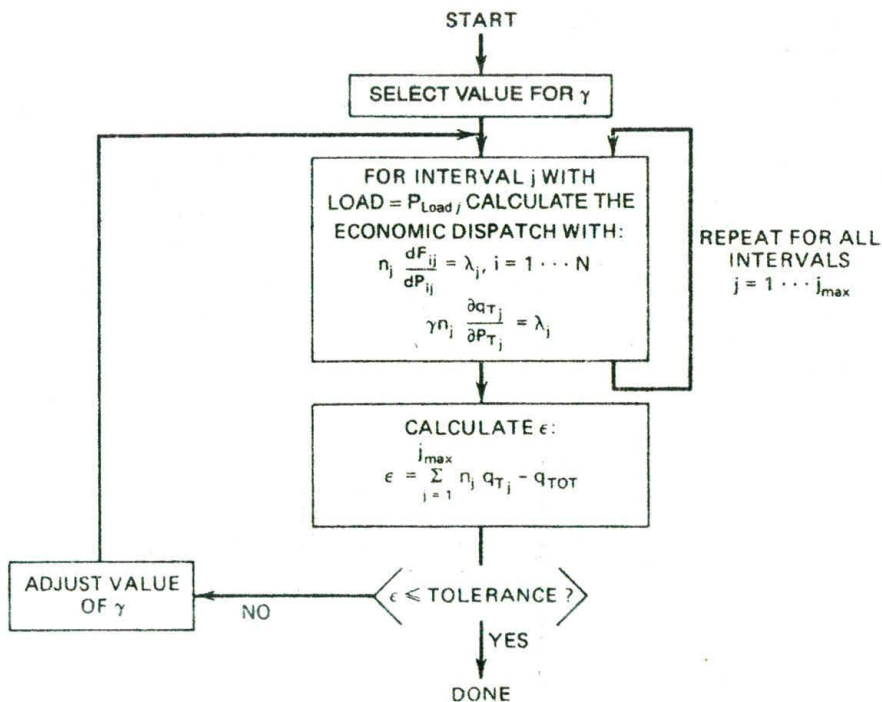 START
SELECT VALUE FOR γ
FOR INTERVAL j WITH
LOAD = P_Load j CALCULATE THE
ECONOMIC DISPATCH WITH:
n_j dF_ij/dP_ij = λ_j, i = 1 ··· N
γn_j ∂q_Tj/∂P_Tj = λ_j
REPEAT FOR ALL
INTERVALS
j = 1 ··· j_max
CALCULATE ϵ:
ϵ = j_max Σ j = 1 n_j q_Tj - q_TOT
ϵ ⩽ TOLERANCE ?
NO
ADJUST VALUE
OF γ
YES
DONE